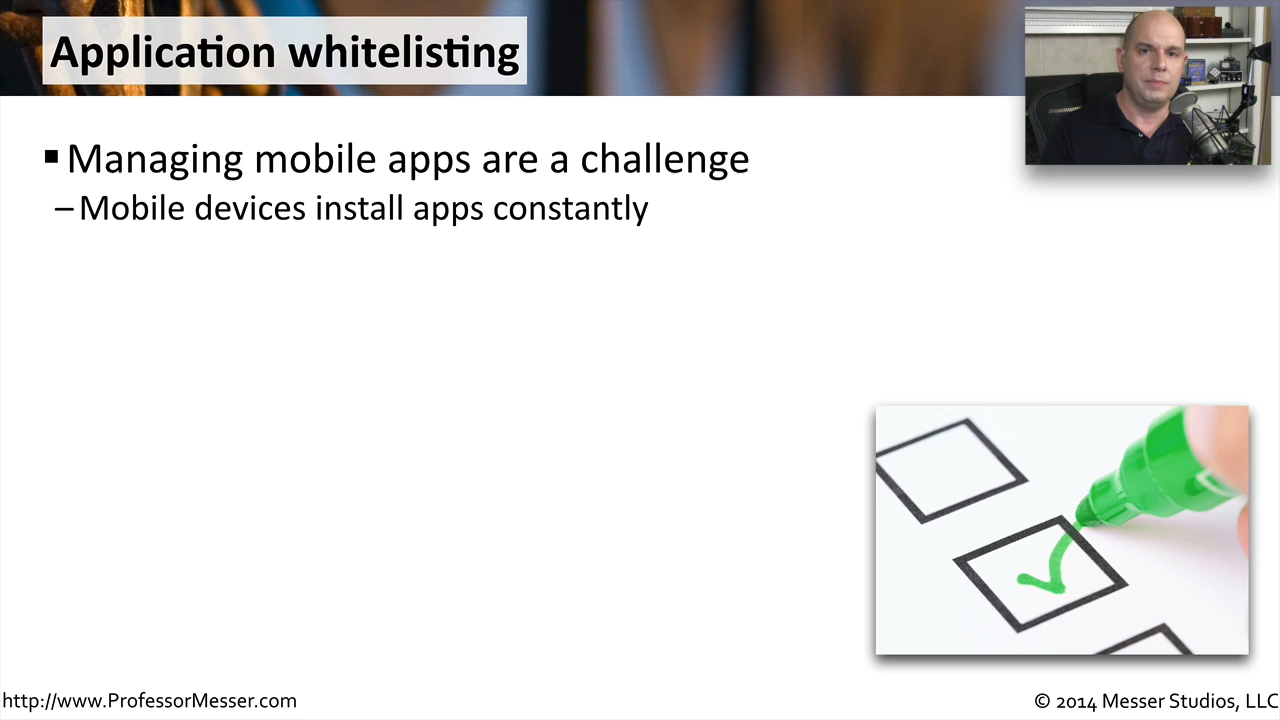 Application whitelisting
▪ Managing mobile apps are a challenge
– Mobile devices install apps constantly
http://www.ProfessorMesser.com
© 2014 Messer Studios, LLC